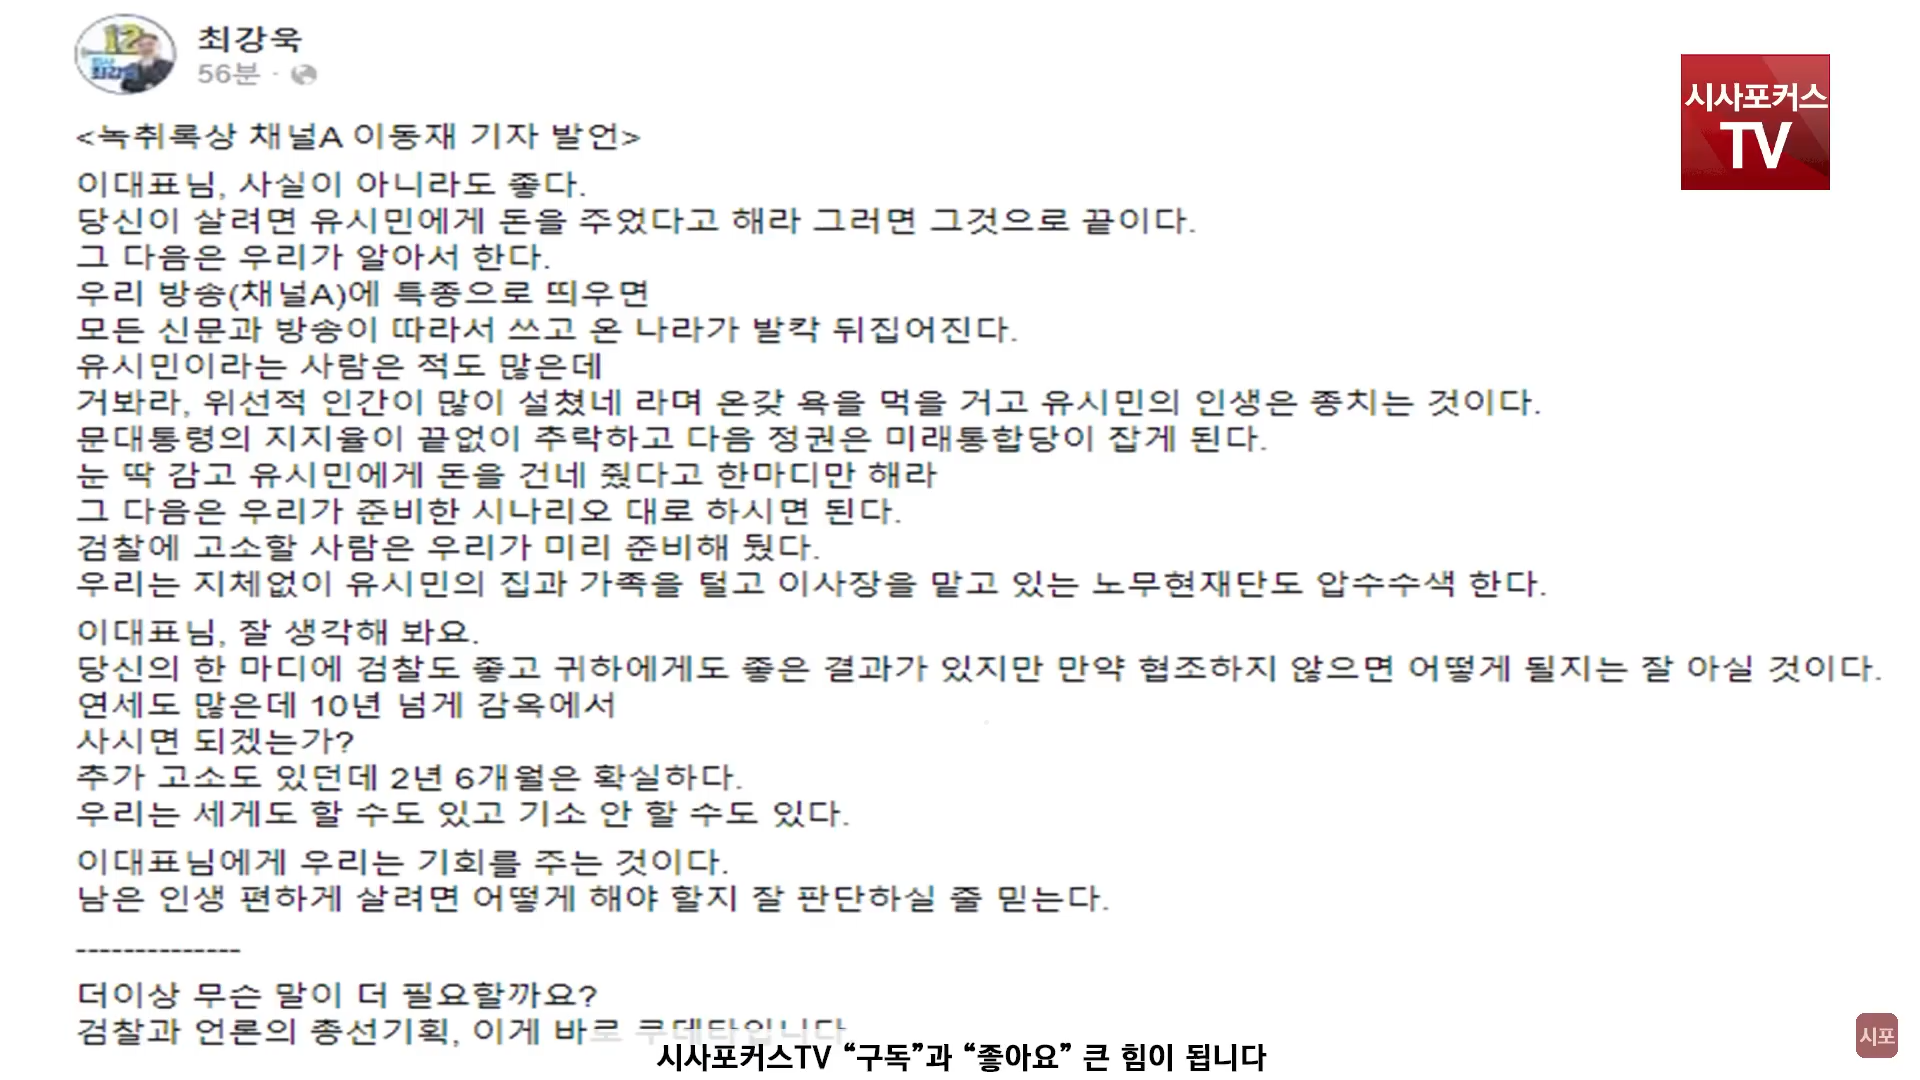 최강욱
56분 ·
<녹취록상 채널A 이동재 기자 발언>
이대표님, 사실이 아니라도 좋다.
당신이 살려면 유시민에게 돈을 주었다고 해라 그러면 그것으로 끝이다.
그 다음은 우리가 알아서 한다.
우리 방송(채널A)에 특종으로 띄우면
모든 신문과 방송이 따라서 쓰고 온 나라가 발칵 뒤집어진다.
유시민이라는 사람은 적도 많은데
거봐라, 위선적 인간이 많이 설쳤네 라며 온갖 욕을 먹을 거고 유시민의 인생은 종치는 것이다.
문대통령의 지지율이 끝없이 추락하고 다음 정권은 미래통합당이 잡게 된다.
눈 딱 감고 유시민에게 돈을 건네 줬다고 한마디만 해라
그 다음은 우리가 준비한 시나리오 대로 하시면 된다.
검찰에 고소할 사람은 우리가 미리 준비해 뒀다.
우리는 지체없이 유시민의 집과 가족을 털고 이사장을 맡고 있는 노무현재단도 압수수색 한다.
이대표님, 잘 생각해 봐요.
당신의 한 마디에 검찰도 좋고 귀하에게도 좋은 결과가 있지만 만약 협조하지 않으면 어떻게 될지는 잘 아실 것이다.
연세도 많은데 10년 넘게 감옥에서
사시면 되겠는가?
추가 고소도 있던데 2년 6개월은 확실하다.
우리는 세게도 할 수도 있고 기소 안 할 수도 있다.
이대표님에게 우리는 기회를 주는 것이다.
남은 인생 편하게 살려면 어떻게 해야 할지 잘 판단하실 줄 믿는다.
--------------
더이상 무슨 말이 더 필요할까요?
검찰과 언론의 총선기획, 이게 바로 쿠데타입니다
시사포커스TV “구독”과 “좋아요” 큰 힘이 됩니다
시사포커스
TV
시포